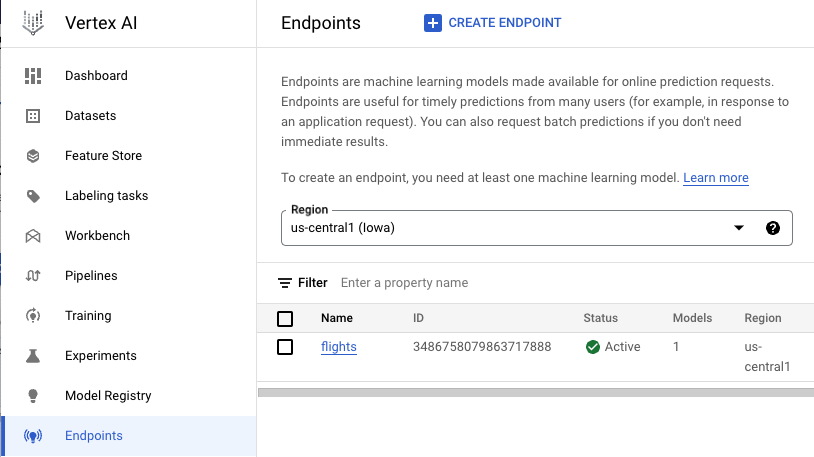 Vertex AI
Endpoints
CREATE ENDPOINT
Dashboard
Datasets
Feature Store
Labeling tasks
Workbench
Pipelines
Training
Experiments
Model Registry
Endpoints
Endpoints are machine learning models made available for online prediction requests.
Endpoints are useful for timely predictions from many users (for example, in response to
an application request). You can also request batch predictions if you don't need
immediate results.
To create an endpoint, you need at least one machine learning model. Learn more
Region
us-central1 (Iowa)
Filter Enter a property name
Name ID Status Models Region
flights 3486758079863717888 Active 1 us-
central1